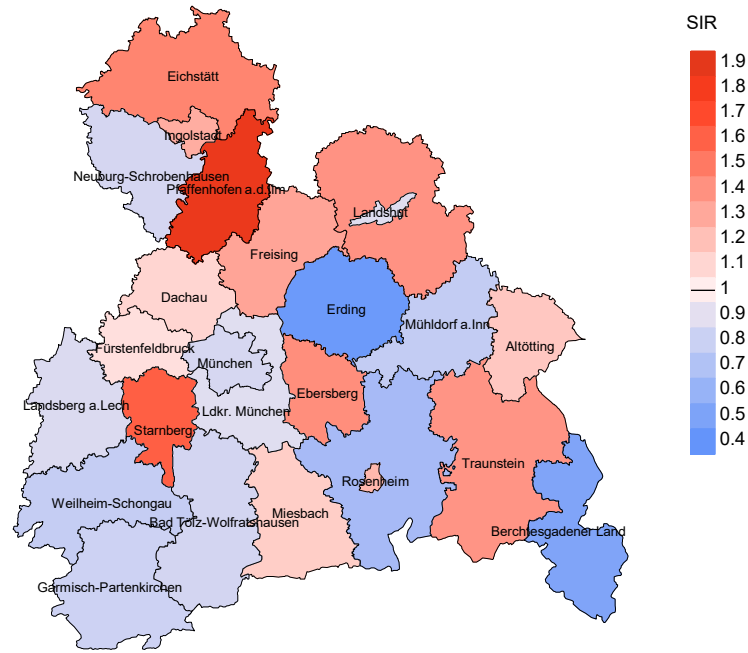 SIR
1.9
1.8
1.7
1.6
1.5
1.4
1.3
1.2
1.1
1
0.9
0.8
0.7
0.6
0.5
0.4
Eichstätt
Ingolstadt
Neuburg-Schrobenhausen
Pfaffenhofen a.d.Ilm
Landshut
Freising
Dachau
Erding
Mühldorf a.Inn
Fürstenfeldbruck
Altötting
München
Ebersberg
Landsberg a.Lech
Ldkr. München
Starnberg
Traunstein
Rosenheim
Weilheim-Schongau
Miesbach
Bad Tölz-Wolfratshausen
Berchtesgadener Land
Garmisch-Partenkirchen